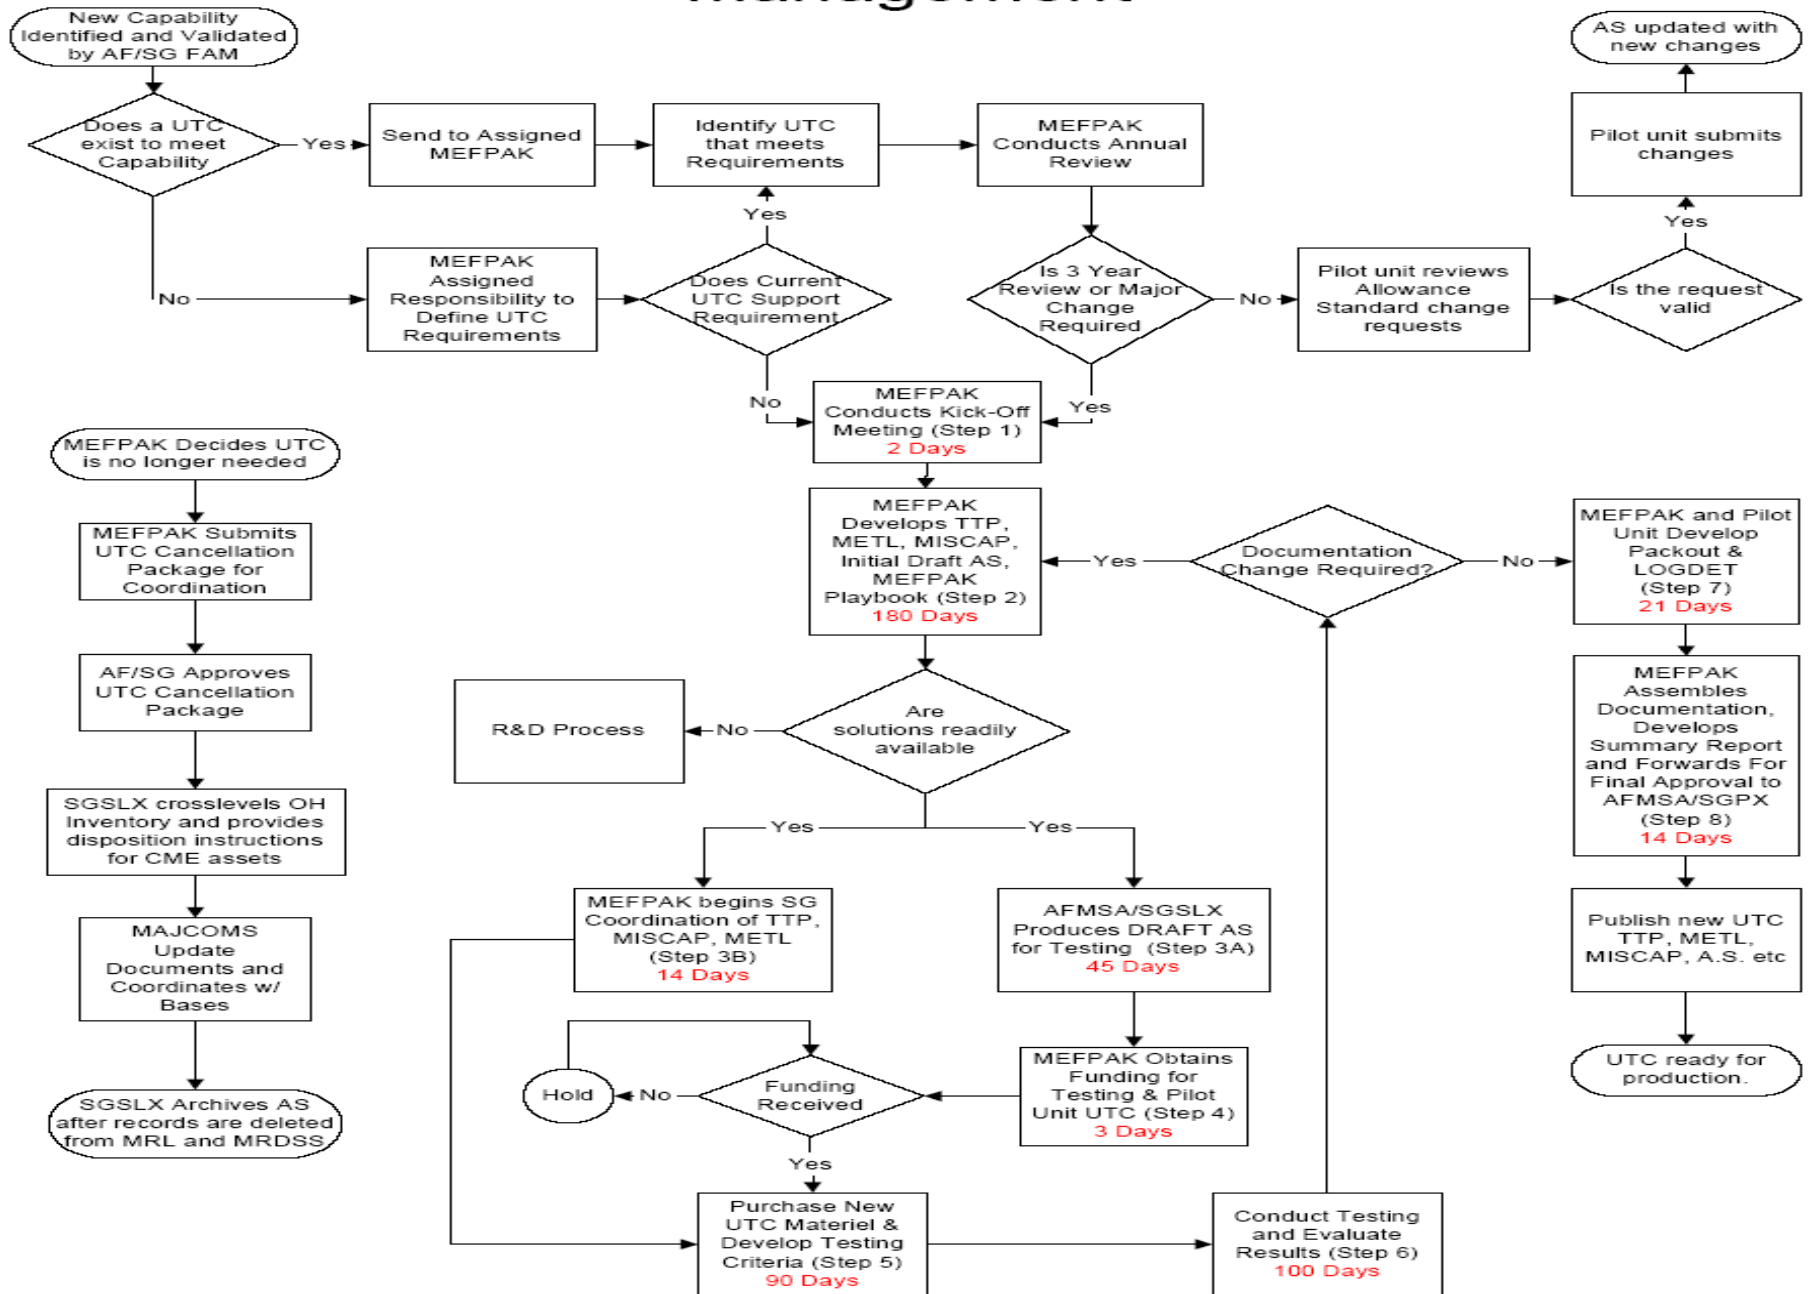 management
New Capability
Identified and Validated
by AF/SG FAM
Does a UTC
exist to meet
Capability
Yes
Send to Assigned
MEFPAK
Identify UTC
that meets
Requirements
MEFPAK
Conducts Annual
Review
AS updated with
new changes
Pilot unit submits
changes
Yes
Yes
No
MEFPAK
Assigned
Responsibility to
Define UTC
Requirements
Does Current
UTC Support
Requirement
Is 3 Year
Review or Major
Change
Required
No
Pilot unit reviews
Allowance
Standard change
requests
Is the request
valid
No
Yes
MEFPAK
Conducts Kick-Off
Meeting (Step 1)
2 Days
MEFPAK Decides UTC
is no longer needed
MEFPAK Submits
UTC Cancellation
Package for
Coordination
AF/SG Approves
UTC Cancellation
Package
SGSLX crosslevels OH
Inventory and provides
disposition instructions
for CME assets
MAJCOMS
Update
Documents and
Coordinates w/
Bases
SGSLX Archives AS
after records are deleted
from MRL and MRDSS
MEFPAK
Develops TTP,
METL, MISCAP,
Initial Draft AS,
MEFPAK
Playbook (Step 2)
180 Days
Yes
Documentation
Change Required?
No
MEFPAK and Pilot
Unit Develop
Packout &
LOGDET
(Step 7)
21 Days
R&D Process
No
Are
solutions readily
available
MEFPAK
Assembles
Documentation,
Develops
Summary Report
and Forwards For
Final Approval to
AFMSA/SGPX
(Step 8)
14 Days
Yes
Yes
MEFPAK begins SG
Coordination of TTP,
MISCAP, METL
(Step 3B)
14 Days
AFMSA/SGSLX
Produces DRAFT AS
for Testing (Step 3A)
45 Days
Publish new UTC
TTP, METL,
MISCAP, A.S. etc
Hold
No
Funding
Received
MEFPAK Obtains
Funding for
Testing & Pilot
Unit UTC (Step 4)
3 Days
UTC ready for
production.
Yes
Purchase New
UTC Materiel &
Develop Testing
Criteria (Step 5)
90 Days
Conduct Testing
and Evaluate
Results (Step 6)
100 Days